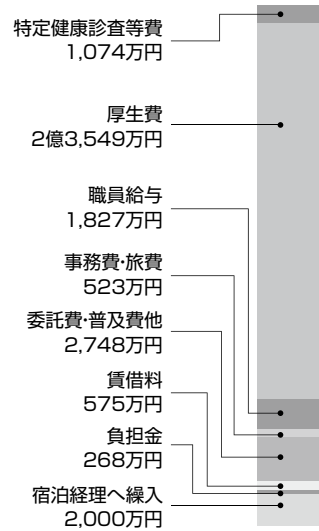 特定健康診査等費
1,074万円
厚生費
2億3,549万円
職員給与
1,827万円
事務費・旅費
523万円
委託費・普及費他
2,748万円
賃借料
575万円
負担金
268万円
宿泊経理へ繰入
2,000万円